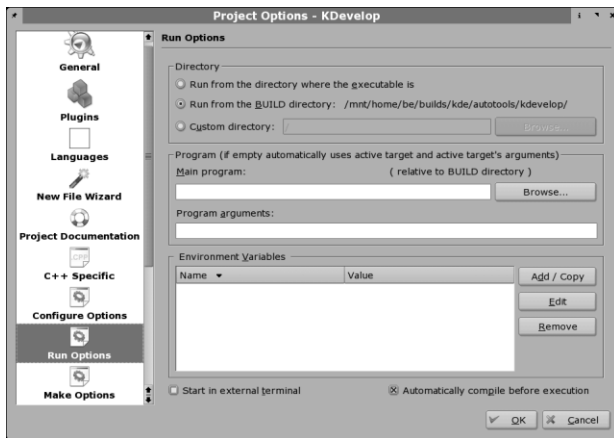 Project Options - KDevelop
General
Plugins
Languages
New File Wizard
Project Documentation
.CPP
C++ Specific
Configure Options
Run Options
Make Options
Run Options
Directory
Run from the directory where the executable is
Run from the BUILD directory: /mnt/home/be/builds/kde/autotools/kdevelop/
Custom directory: / Browse...
Program (if empty automatically uses active target and active target's arguments)
Main program: ( relative to BUILD directory )
Browse...
Program arguments:
Environment Variables
Name Value
Add / Copy
Edit
Remove
Start in external terminal Automatically compile before execution
OK Cancel